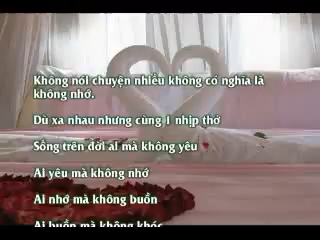 Không nói chuyện nhiều không có nghĩa là
không nhớ.
Dù xa nhau nhưng cùng 1 nhịp thở
Sống trên đời ai mà không yêu
Ai yêu mà không nhớ
Ai nhớ mà không buồn
Ai buồn mà không khóc